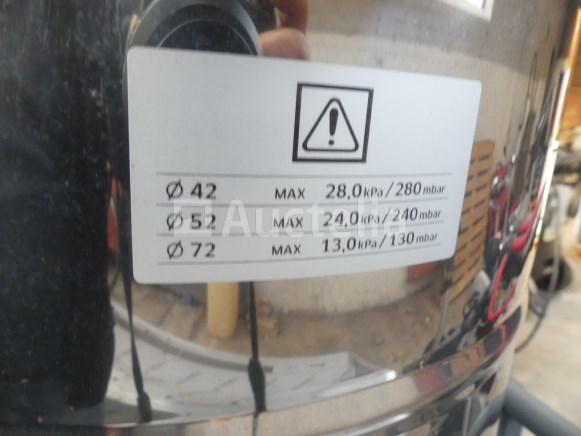 Ø 42 MAX 28,0 kPa / 280 mbar
Ø 52 MAX 24,0 kPa / 240 mbar
Ø 72 MAX 13,0 kPa / 130 mbar
Auctelia